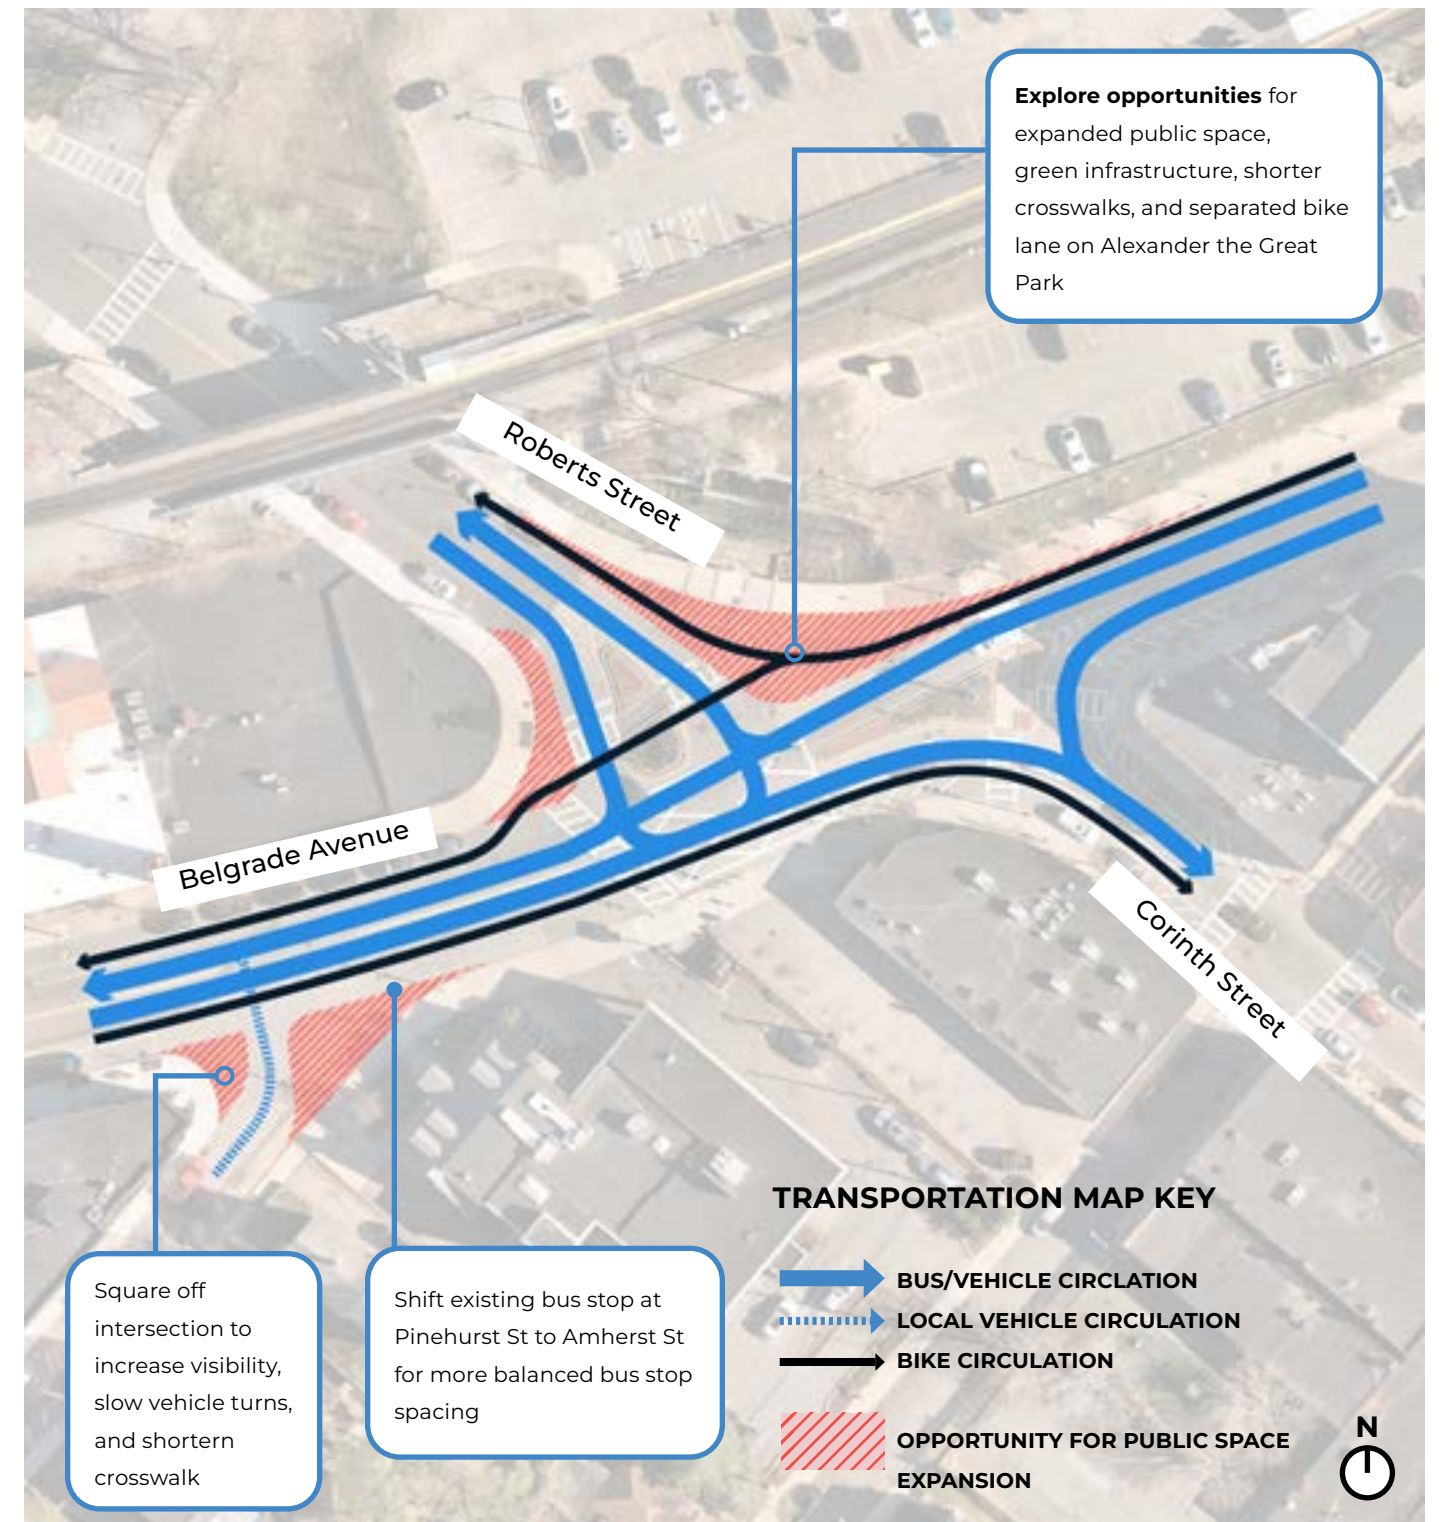 Explore opportunities for
expanded public space,
green infrastructure, shorter
crosswalks, and separated bike
lane on Alexander the Great
Park
Roberts Street
Belgrade Avenue
Corinth Street
Square off
intersection to
increase visibility,
slow vehicle turns,
and shortern
crosswalk
Shift existing bus stop at
Pinehurst St to Amherst St
for more balanced bus stop
spacing
TRANSPORTATION MAP KEY
BUS/VEHICLE CIRCLATION
LOCAL VEHICLE CIRCULATION
BIKE CIRCULATION
OPPORTUNITY FOR PUBLIC SPACE
EXPANSION
N